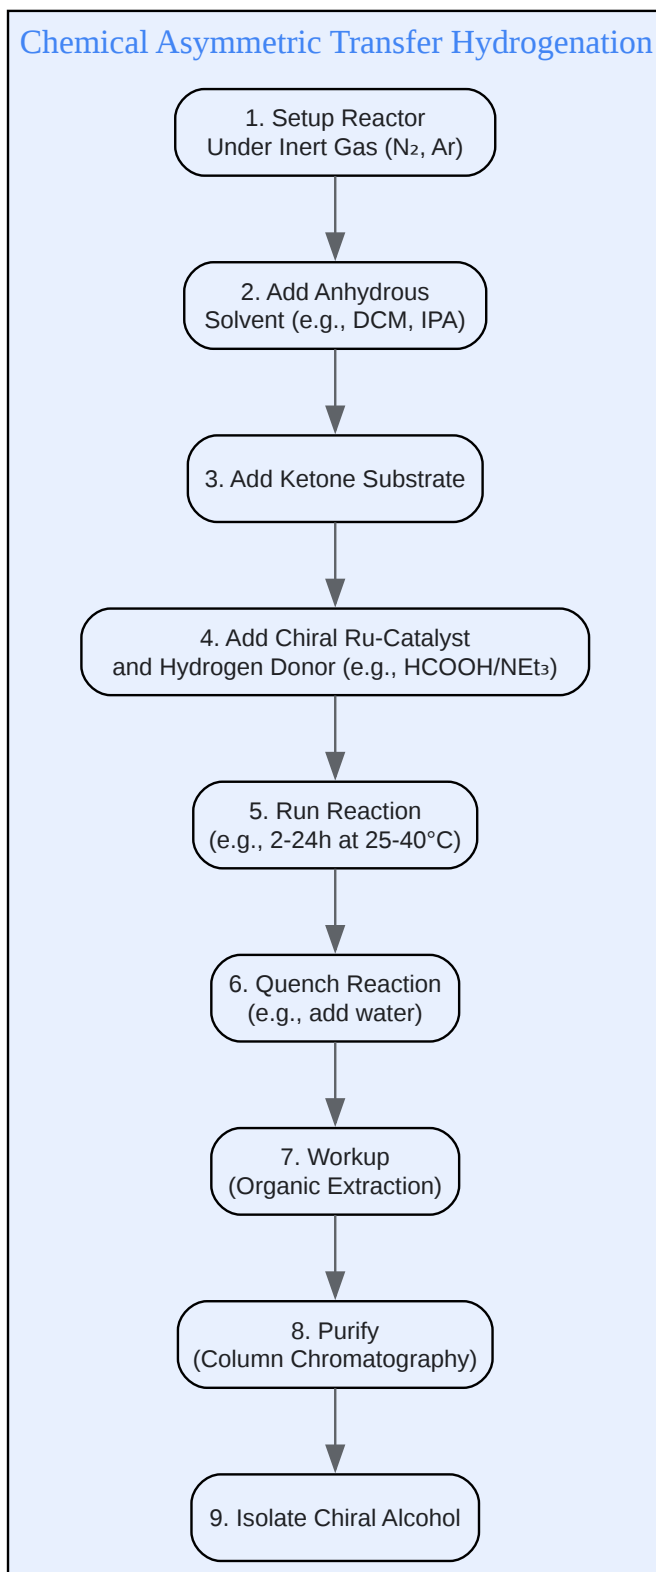 Chemical Asymmetric Transfer Hydrogenation
1. Setup Reactor
Under Inert Gas (N₂, Ar)
2. Add Anhydrous
Solvent (e.g., DCM, IPA)
3. Add Ketone Substrate
4. Add Chiral Ru-Catalyst
and Hydrogen Donor (e.g., HCOOH/NEt₃)
5. Run Reaction
(e.g., 2-24h at 25-40°C)
6. Quench Reaction
(e.g., add water)
7. Workup
(Organic Extraction)
8. Purify
(Column Chromatography)
9. Isolate Chiral Alcohol